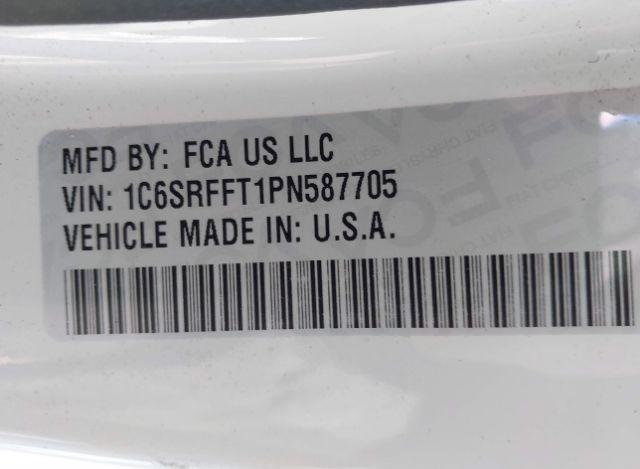 MFD BY: FCA US LLC
VIN: 1C6SRFFT1PN587705
VEHICLE MADE IN: U.S.A.